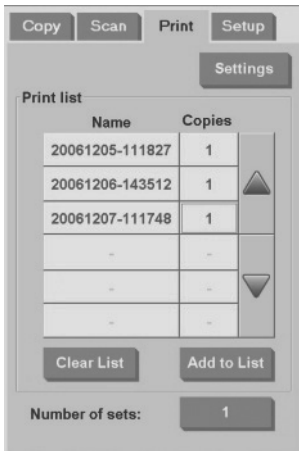 Copy Scan Print Setup
Settings
Print list
Name Copies
20061205-111827 1
20061206-143512 1
20061207-111748 1
- -
- -
- -
Clear List Add to List
Number of sets: 1